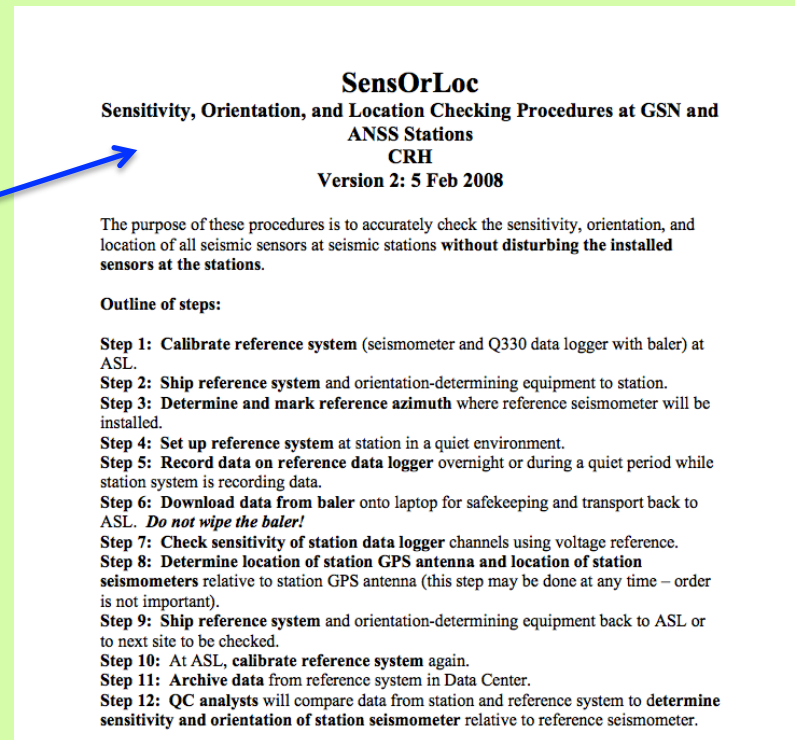 SensOrLoc
Sensitivity, Orientation, and Location Checking Procedures at GSN and
ANSS Stations
CRH
Version 2: 5 Feb 2008
The purpose of these procedures is to accurately check the sensitivity, orientation, and
location of all seismic sensors at seismic stations without disturbing the installed
sensors at the stations.
Outline of steps:
Step 1: Calibrate reference system (seismometer and Q330 data logger with baler) at
ASL.
Step 2: Ship reference system and orientation-determining equipment to station.
Step 3: Determine and mark reference azimuth where reference seismometer will be
installed.
Step 4: Set up reference system at station in a quiet environment.
Step 5: Record data on reference data logger overnight or during a quiet period while
station system is recording data.
Step 6: Download data from baler onto laptop for safekeeping and transport back to
ASL. Do not wipe the baler!
Step 7: Check sensitivity of station data logger channels using voltage reference.
Step 8: Determine location of station GPS antenna and location of station
seismometers relative to station GPS antenna (this step may be done at any time – order
is not important).
Step 9: Ship reference system and orientation-determining equipment back to ASL or
to next site to be checked.
Step 10: At ASL, calibrate reference system again.
Step 11: Archive data from reference system in Data Center.
Step 12: QC analysts will compare data from station and reference system to determine
sensitivity and orientation of station seismometer relative to reference seismometer.